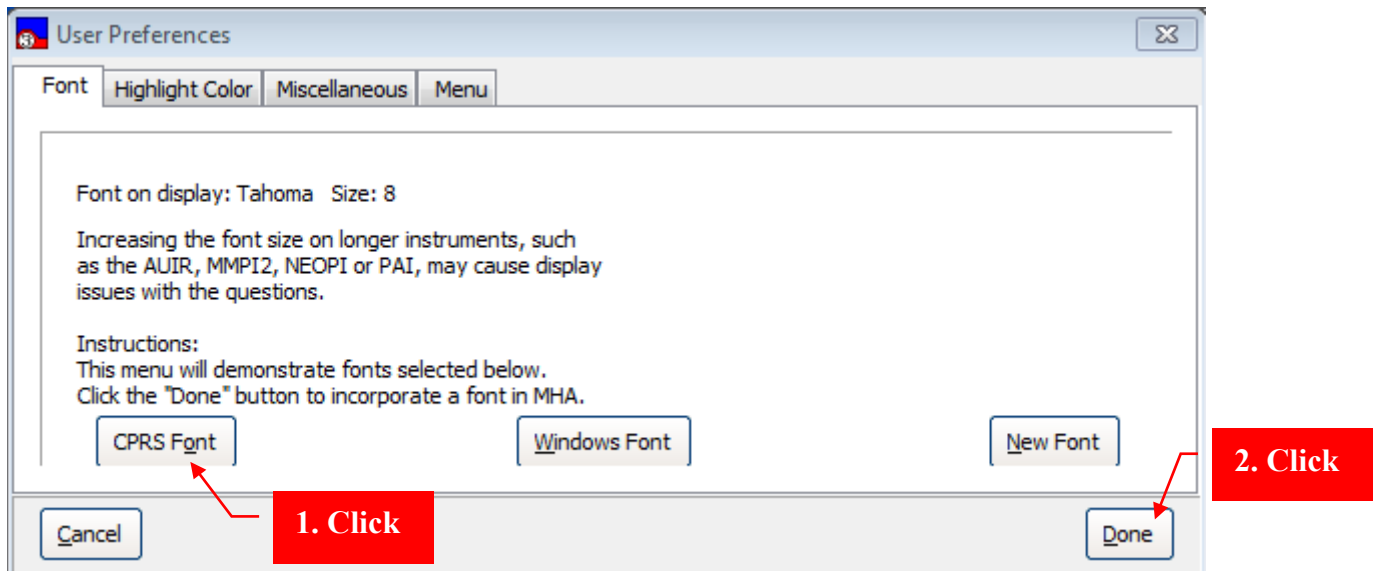 User Preferences
Font Highlight Color Miscellaneous Menu
Font on display: Tahoma Size: 8
Increasing the font size on longer instruments, such
as the AUIR, MMPI2, NEOPI or PAI, may cause display
issues with the questions.
Instructions:
This menu will demonstrate fonts selected below.
Click the "Done" button to incorporate a font in MHA.
CPRS Font Windows Font New Font
2. Click
1. Click
Cancel Done